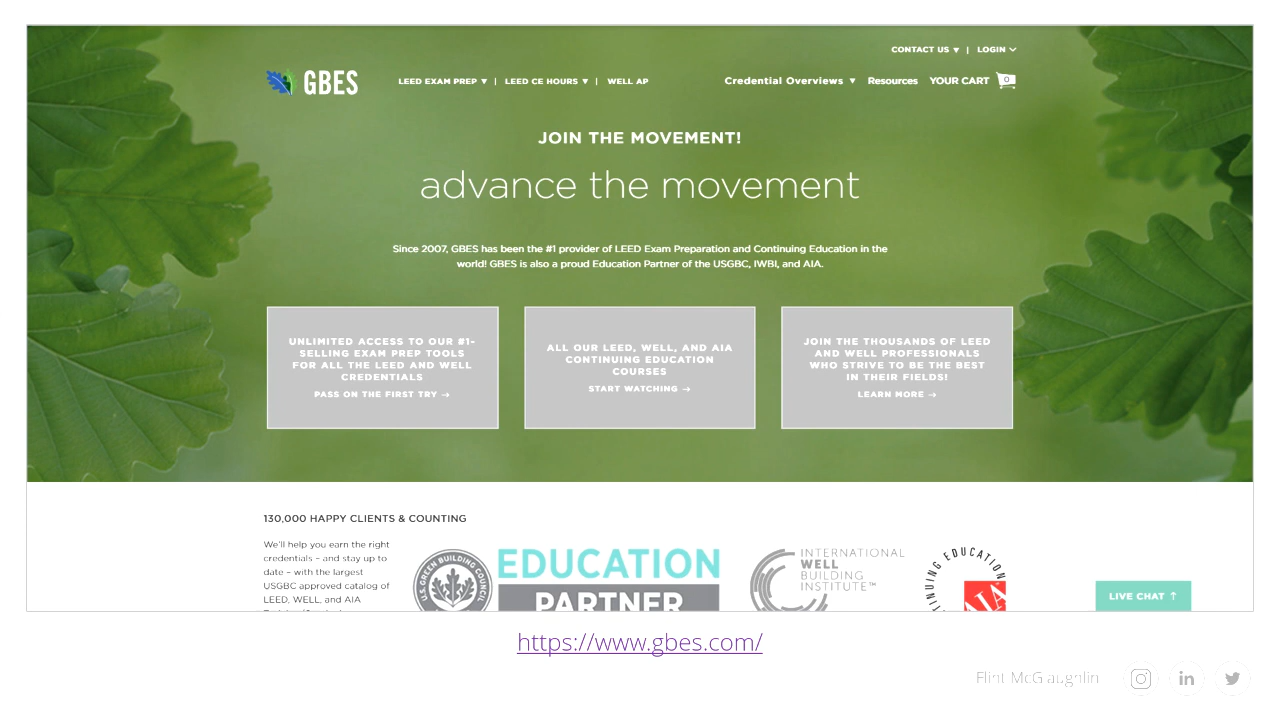 CONTACT US ▼ | LOGIN
GBES
LEED EXAM PREP ▼ | LEED CE HOURS ▼ | WELL AP
Credential Overviews ▼ Resources YOUR CART 0
JOIN THE MOVEMENT!
advance the movement
Since 2007, GBES has been the #1 provider of LEED Exam Preparation and Continuing Education in the
world! GBES is also a proud Education Partner of the USGBC, IWBI, and AIA.
UNLIMITED ACCESS TO OUR #1-
SELLING EXAM PREP TOOLS
FOR ALL THE LEED AND WELL
CREDENTIALS
PASS ON THE FIRST TRY →
ALL OUR LEED, WELL, AND AIA
CONTINUING EDUCATION
COURSES
START WATCHING →
JOIN THE THOUSANDS OF LEED
AND WELL PROFESSIONALS
WHO STRIVE TO BE THE BEST
IN THEIR FIELDS!
LEARN MORE →
130,000 HAPPY CLIENTS & COUNTING
We'll help you earn the right
credentials – and stay up to
date – with the largest
USGBC approved catalog of
LEED, WELL, and AIA
U.S. GREEN BUILDING COUNCIL
EDUCATION
PARTNER
INTERNATIONAL
WELL
BUILDING
INSTITUTE™
EDUCATION
AIA
LIVE CHAT ↑
https://www.gbes.com/
Flint McGlaughlin
in